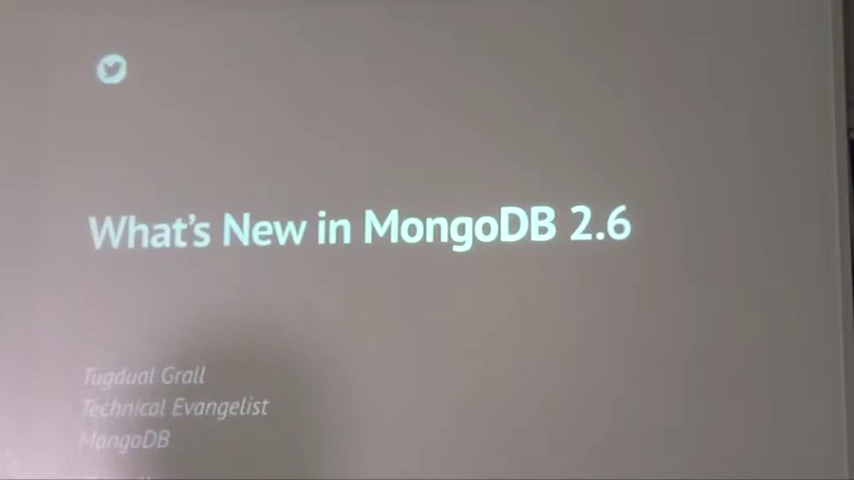 What's New in MongoDB 2.6
Tugdual Grall
Technical Evangelist
MongoDB